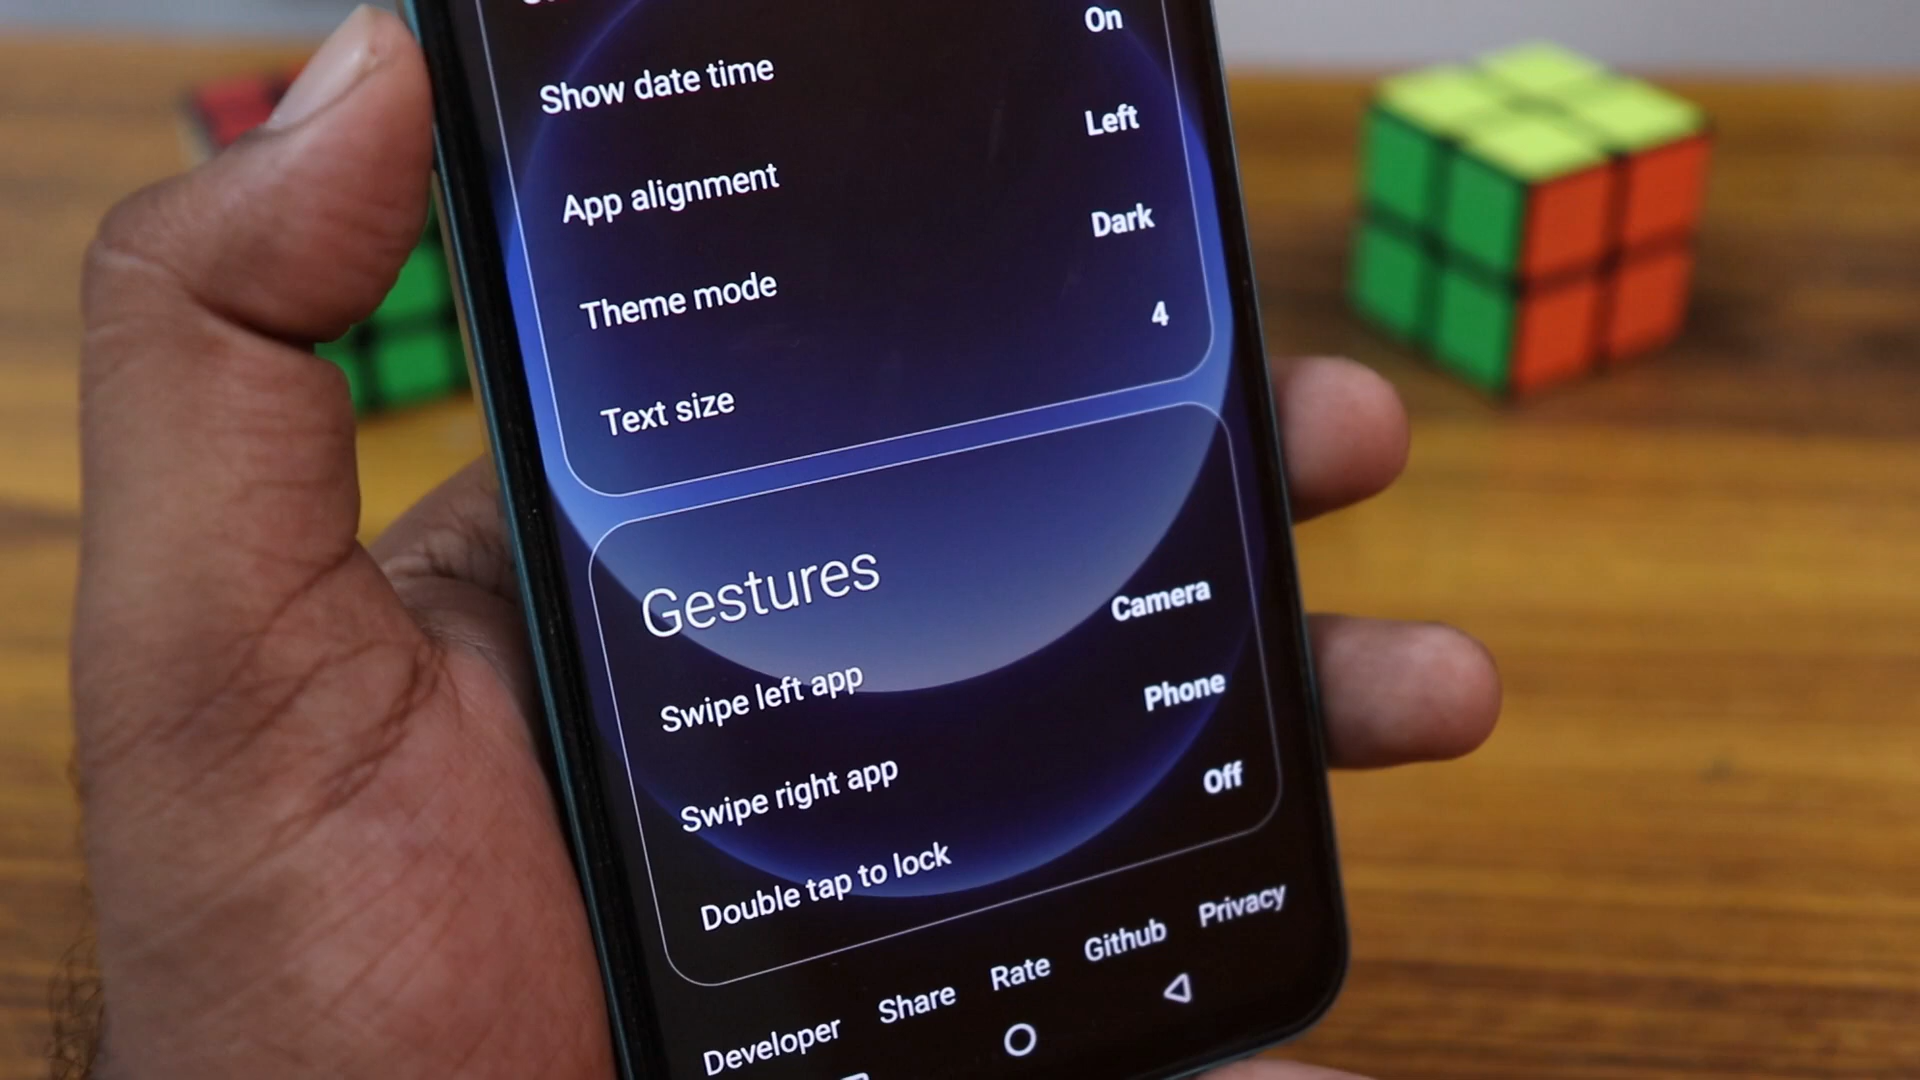 Show date time On
App alignment Left
Theme mode Dark
Text size 4
Gestures
Swipe left app Camera
Swipe right app Phone
Double tap to lock Off
Developer Share Rate Github Privacy